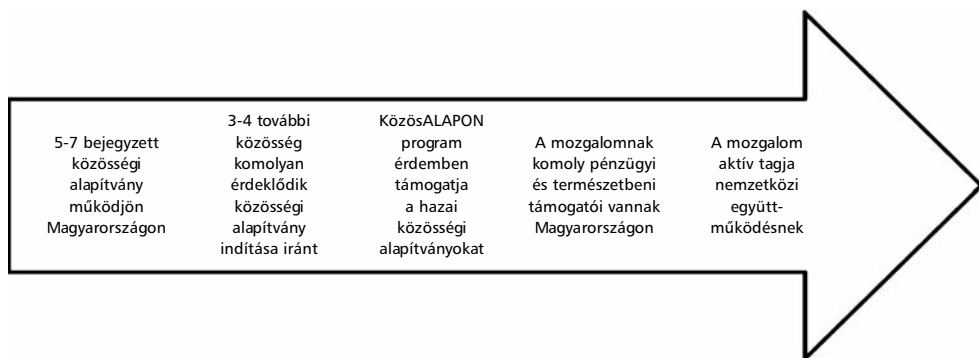 5-7 bejegyzett
közösségi
alapítvány
működjön
Magyarországon
3-4 további
közösség
komolyan
érdeklődik
közösségi
alapítvány
indítása iránt
KözösALAPON
program
érdemben
támogatja
a hazai
közösségi
alapítványokat
A mozgalomnak
komoly pénzügyi
és természetbeni
támogatói vannak
Magyarországon
A mozgalom
aktív tagja
nemzetközi
együtt-
működésnek